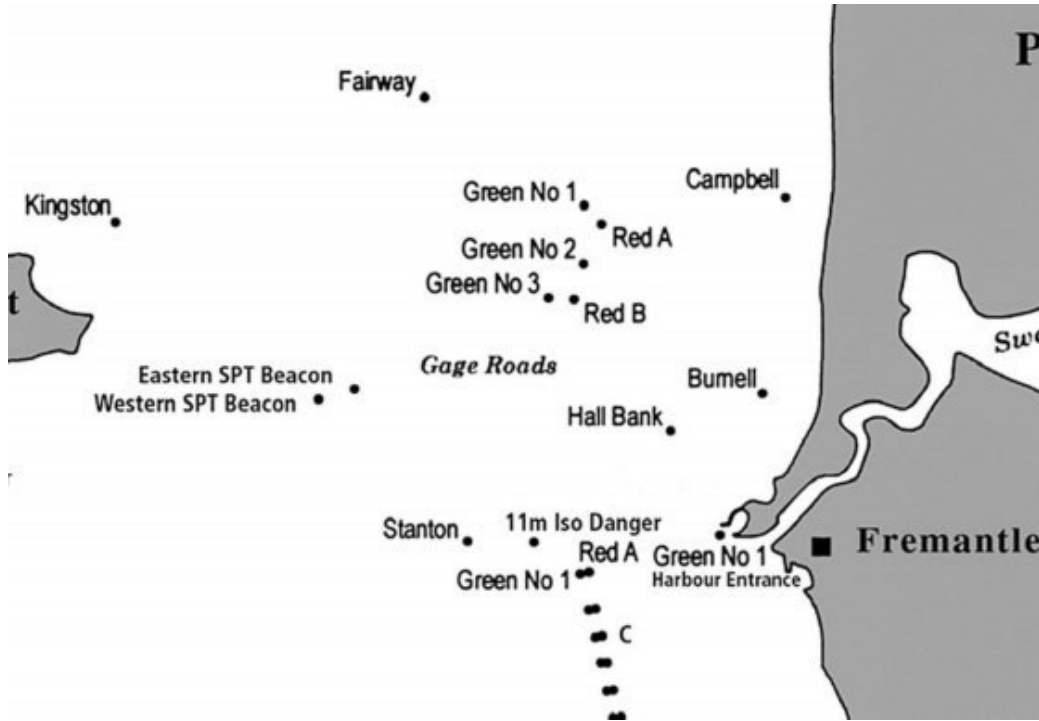 P
Fairway
Campbell
Green No 1
Kingston
Red A
Green No 2
Green No 3
t
Red B
Swa
Gage Roads
Eastern SPT Beacon
Burnell
Western SPT Beacon
Hall Bank
11m Iso Danger
Stanton
Fremantle
Red A
Green No 1
Green No 1
Harbour Entrance
C